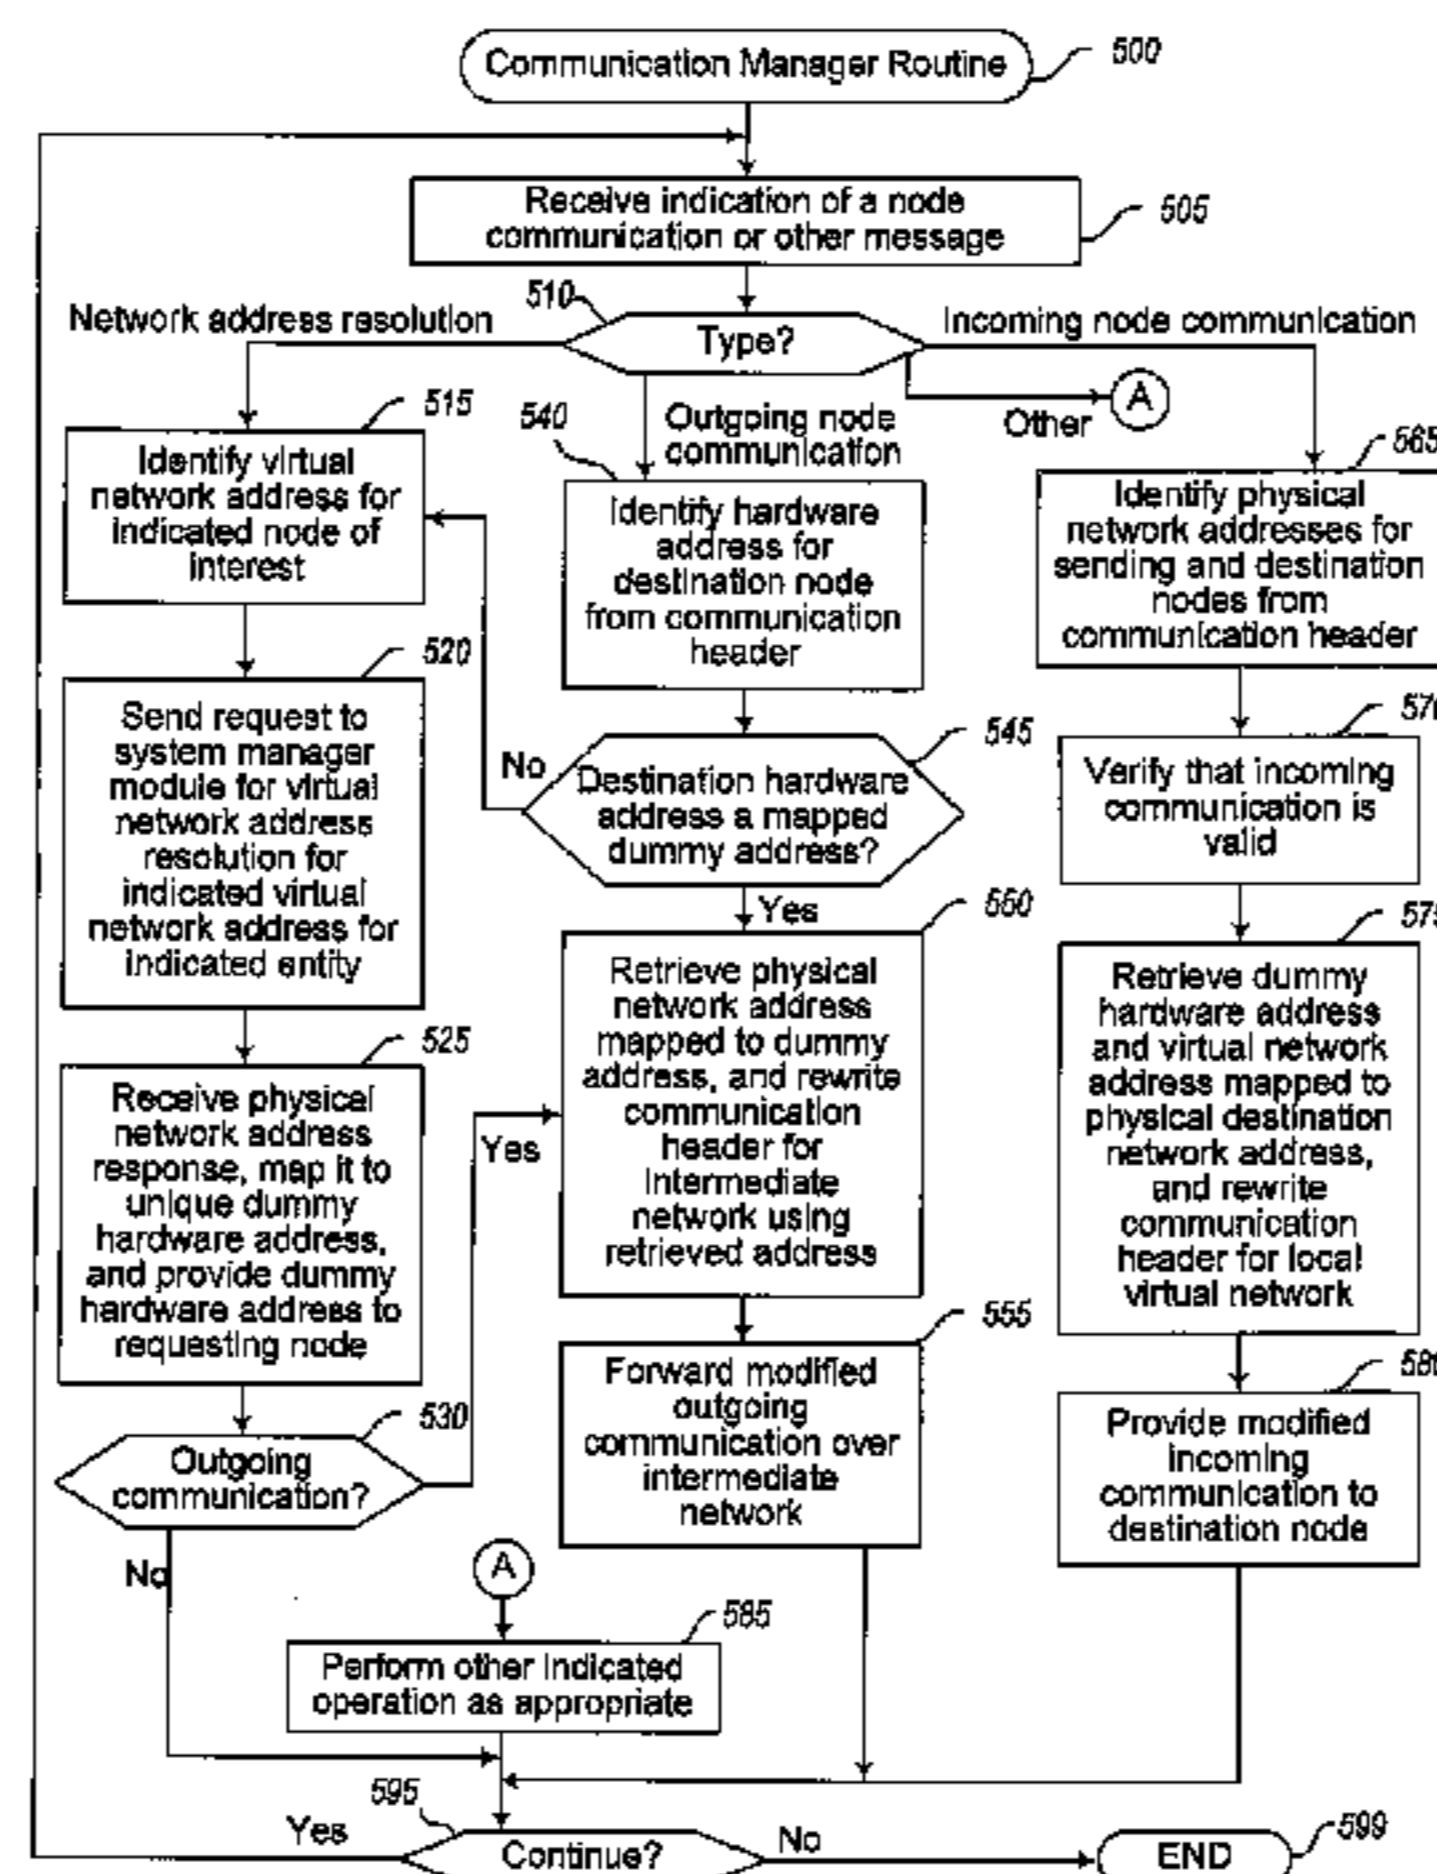 Communication Manager Routine
500
Receive indication of a node
communication or other message
505
510
Type?
Network address resolution
Incoming node communication
Outgoing node
communication
Other
A
515
Identify virtual
network address for
indicated node of
interest
520
Send request to
system manager
module for virtual
network address
resolution for
indicated virtual
network address for
indicated entity
525
Receive physical
network address
response, map it to
unique dummy
hardware address,
and provide dummy
hardware address to
requesting node
530
Outgoing
communication?
Yes
No
540
Identify hardware
address for
destination node
from communication
header
545
Destination hardware
address a mapped
dummy address?
No
Yes
550
Retrieve physical
network address
mapped to dummy
address, and rewrite
communication
header for
intermediate
network using
retrieved address
555
Forward modified
outgoing
communication over
intermediate
network
565
Identify physical
network addresses for
sending and destination
nodes from
communication header
Verify that incoming
communication is
valid
Retrieve dummy
hardware address
and virtual network
address mapped to
physical destination
network address,
and rewrite
communication
header for local
virtual network
Provide modified
incoming
communication to
destination node
A
585
Perform other indicated
operation as appropriate
595
Continue?
Yes
No
END
599